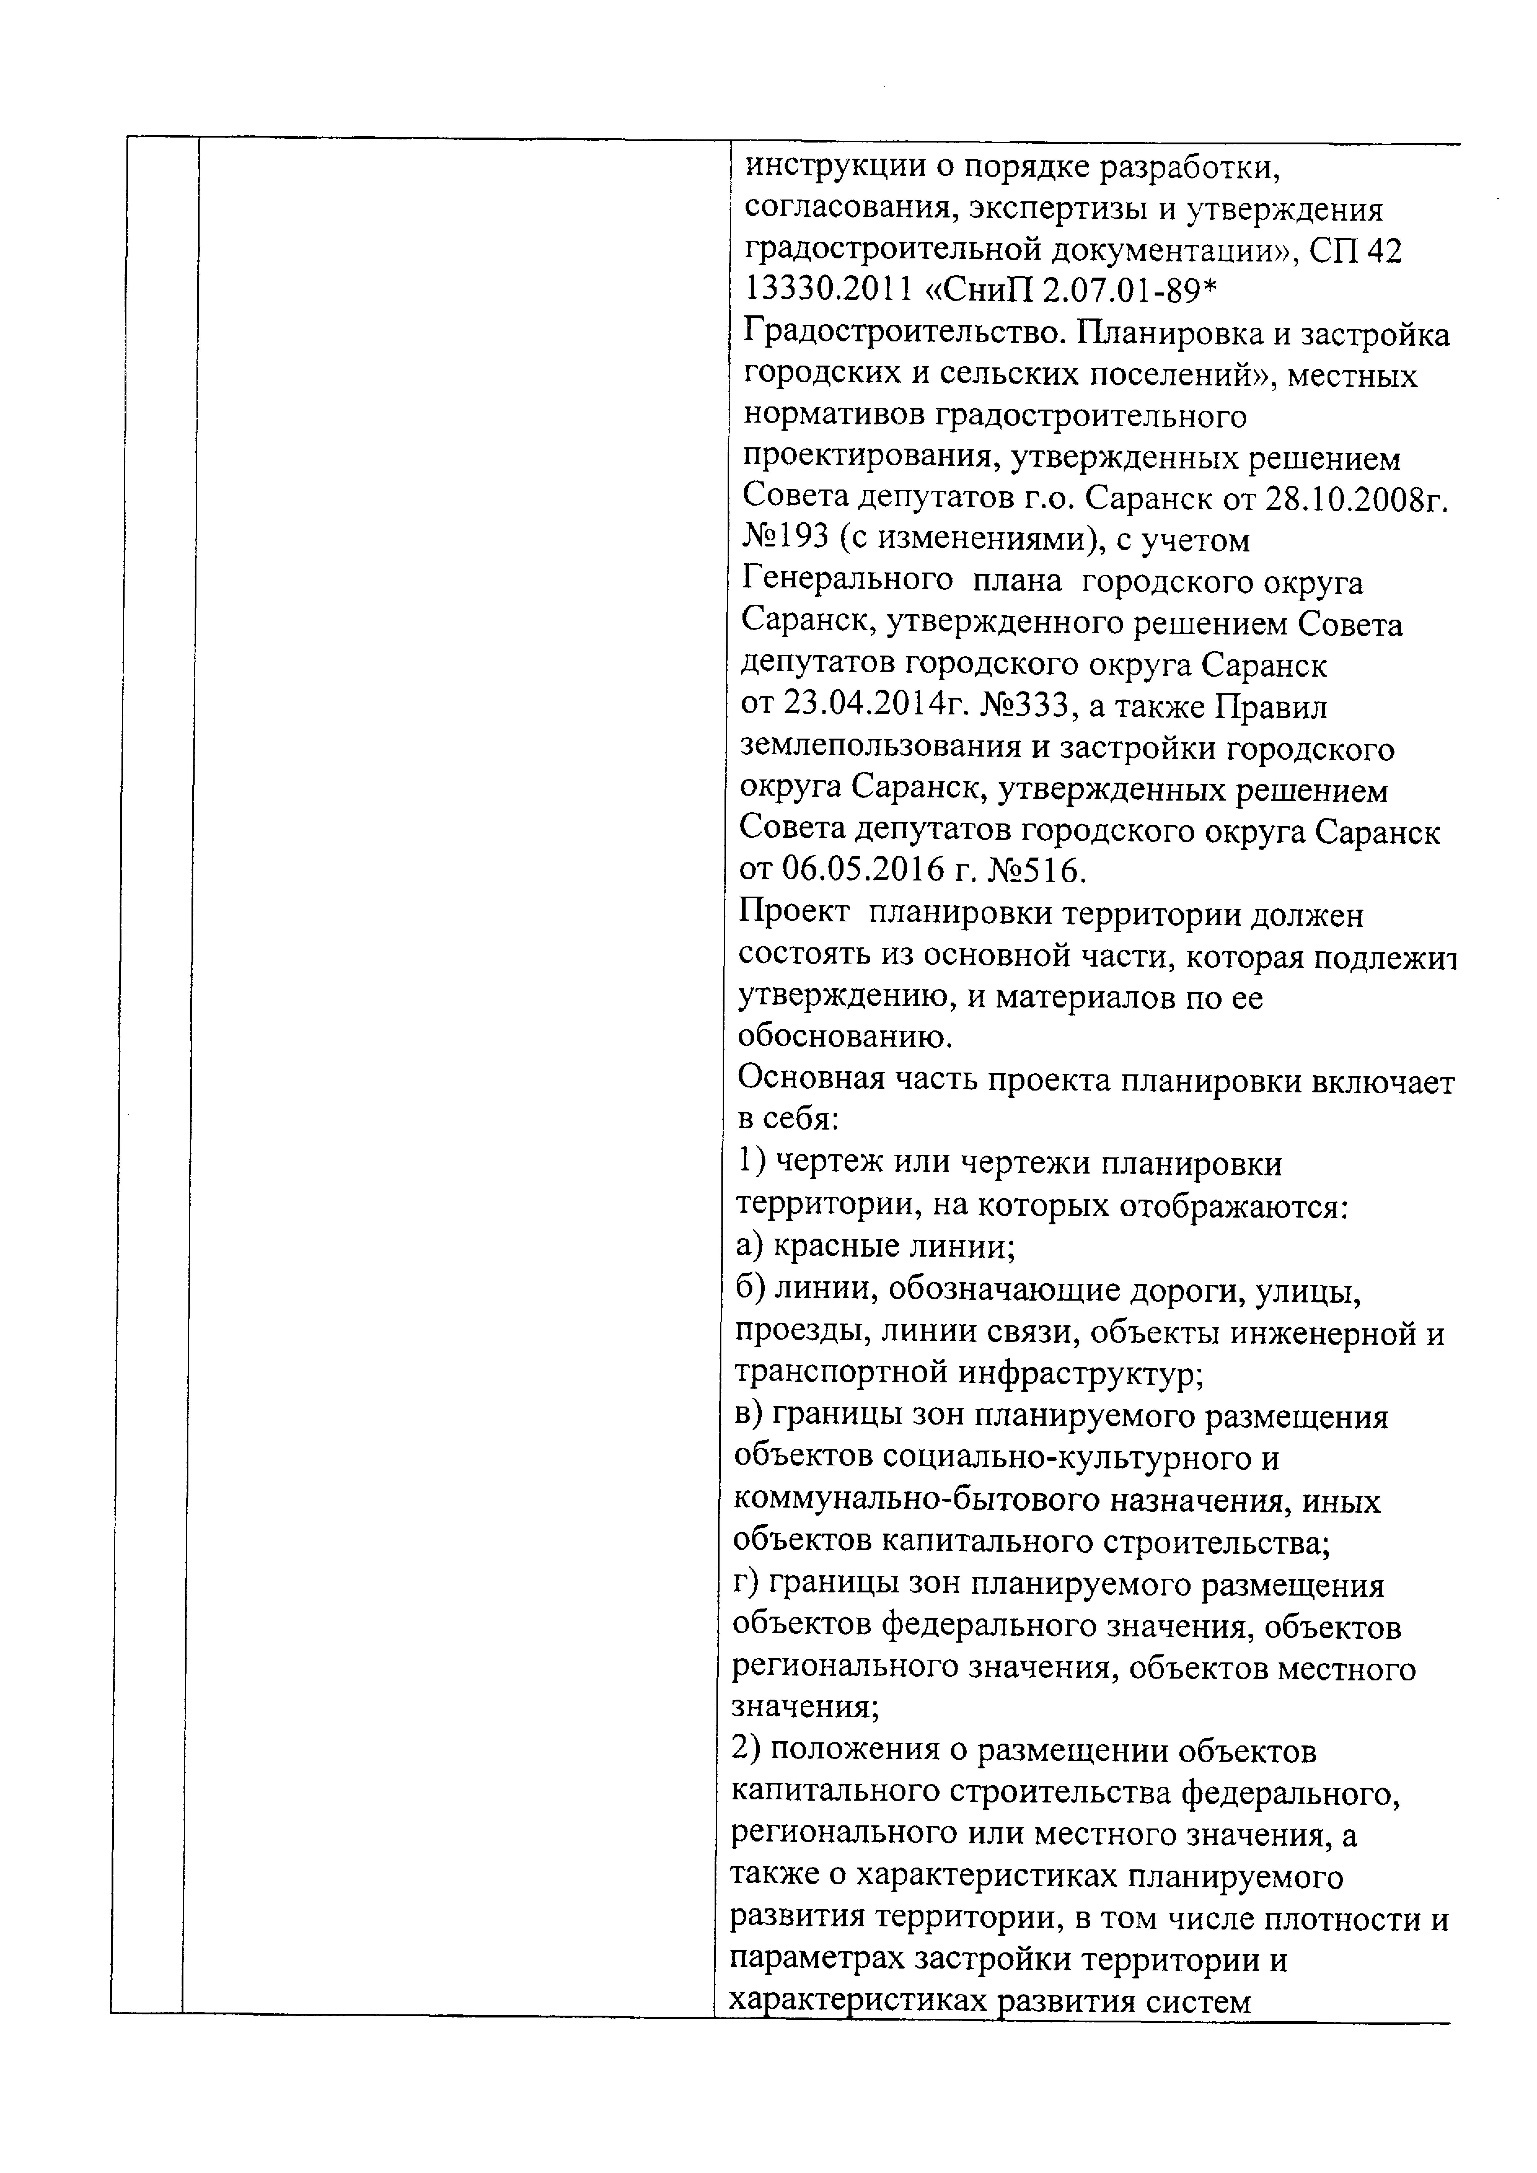 инструкции о порядке разработки,
согласования, экспертизы и утверждения
градостроительной документации», СП 42
13330.2011 «СниП 2.07.01-89*
Градостроительство. Планировка и застройка
городских и сельских поселений», местных
нормативов градостроительного
проектирования, утвержденных решением
Совета депутатов г.о. Саранск от 28.10.2008г.
№193 (с изменениями), с учетом
Генерального плана городского округа
Саранск, утвержденного решением Совета
депутатов городского округа Саранск
от 23.04.2014г. №333, а также Правил
землепользования и застройки городского
округа Саранск, утвержденных решением
Совета депутатов городского округа Саранск
от 06.05.2016 г. №516.
Проект планировки территории должен
состоять из основной части, которая подлежит
утверждению, и материалов по ее
обоснованию.
Основная часть проекта планировки включает
в себя:
1) чертеж или чертежи планировки
территории, на которых отображаются:
а) красные линии;
б) линии, обозначающие дороги, улицы,
проезды, линии связи, объекты инженерной и
транспортной инфраструктур;
в) границы зон планируемого размещения
объектов социально-культурного и
коммунально-бытового назначения, иных
объектов капитального строительства;
г) границы зон планируемого размещения
объектов федерального значения, объектов
регионального значения, объектов местного
значения;
2) положения о размещении объектов
капитального строительства федерального,
регионального или местного значения, а
также о характеристиках планируемого
развития территории, в том числе плотности и
параметрах застройки территории и
характеристиках развития систем